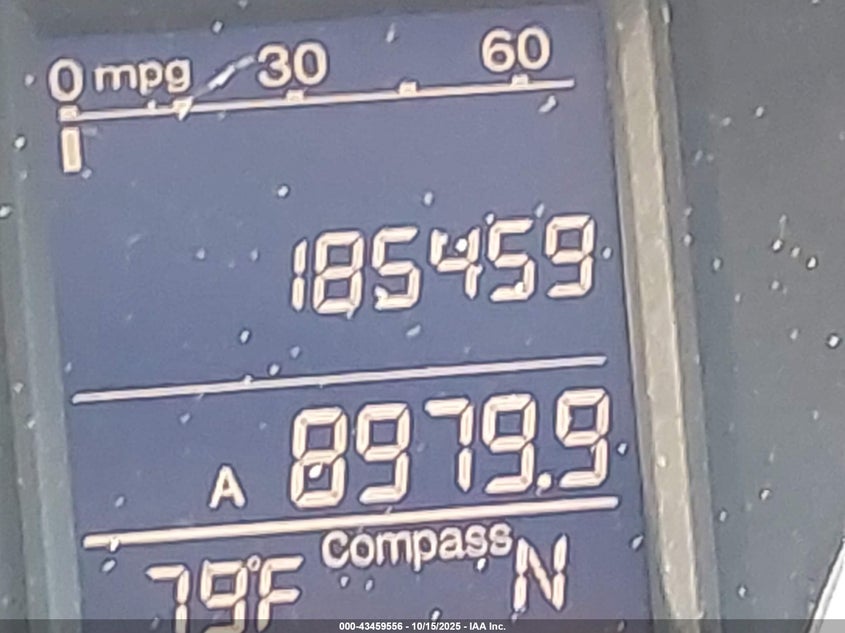 0 mpg 30 60
185459
A 8979.9
Compass
79°F N
000-43459556 - 10/15/2025 - IAA Inc.